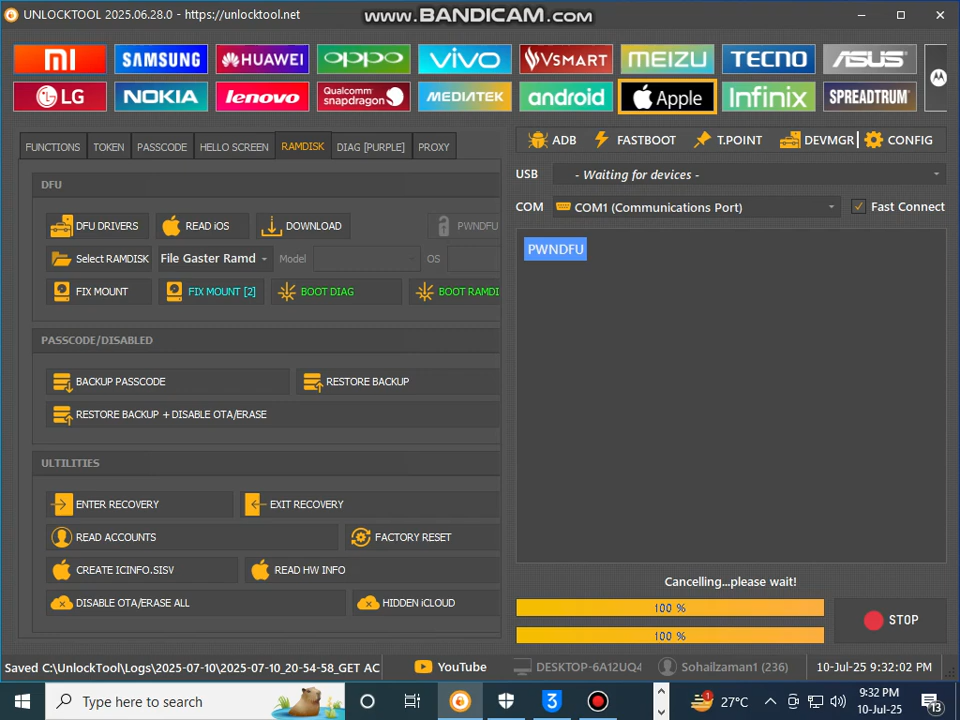 UNLOCKTOOL 2025.06.28.0 - https://unlocktool.net
WWW.BANDICAM.COM
MI SAMSUNG HUAWEI OPPO VIVO VSMART MEIZU TECNO ASUS
LG NOKIA lenovo Qualcomm snapdragon MEDIATEK android Apple Infinix SPREADTRUM
FUNCTIONS TOKEN PASSCODE HELLO SCREEN RAMDISK DIAG [PURPLE] PROXY
ADB FASTBOOT T.POINT DEVMGR CONFIG
USB - Waiting for devices -
COM COM1 (Communications Port) Fast Connect
DFU
DFU DRIVERS READ iOS DOWNLOAD PWNDFU
Select RAMDISK File Gaster Ramd Model OS
FIX MOUNT FIX MOUNT [2] BOOT DIAG BOOT RAMDI
PASSCODE/DISABLED
BACKUP PASSCODE RESTORE BACKUP
RESTORE BACKUP + DISABLE OTA/ERASE
ULTILITIES
ENTER RECOVERY EXIT RECOVERY
READ ACCOUNTS FACTORY RESET
CREATE ICINFO.SISV READ HW INFO
DISABLE OTA/ERASE ALL HIDDEN iCLOUD
PWNDFU
Cancelling...please wait!
100 %
100 %
STOP
Saved C:\UnlockTool\Logs\2025-07-10\2025-07-10_20-54-58_GET AC YouTube DESKTOP-6A12UQ4 Sohailzaman1 (236) 10-Jul-25 9:32:02 PM
Type here to search 3 1 27°C 9:32 PM
10-Jul-25 13